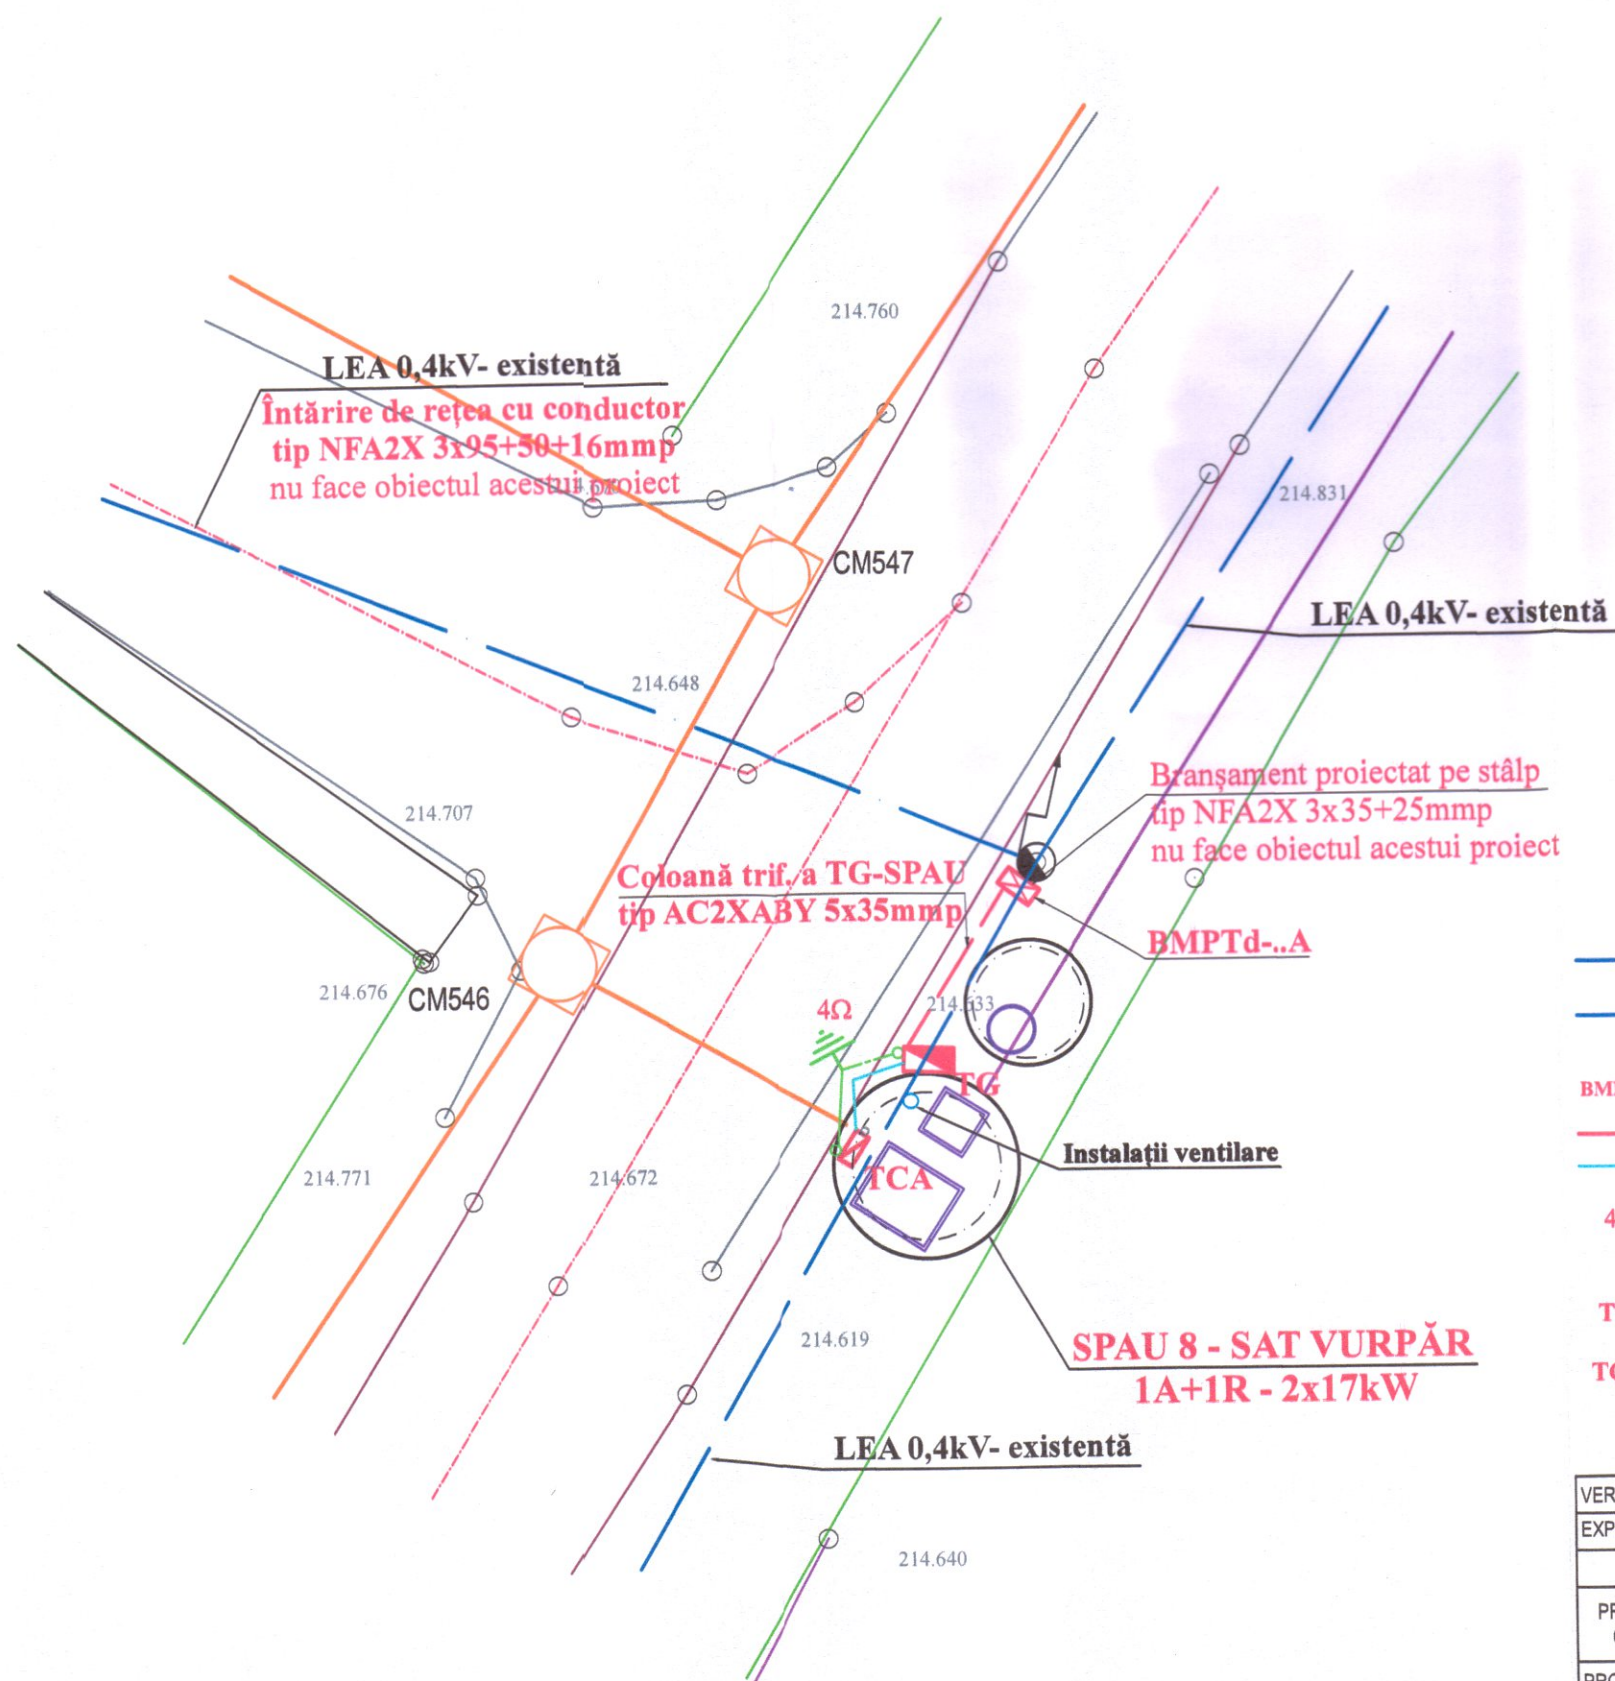 214.760
LEA 0,4kV- existentă
Întărire de rețea cu conductor
tip NFA2X 3x95+50+16mmp
nu face obiectul acestui proiect
214.831
CM547
LEA 0,4kV- existentă
214.648
Branșament proiectat pe stâlp
tip NFA2X 3x35+25mmp
nu face obiectul acestui proiect
214.707
Coloană trif. a TG-SPAU
tip AC2XABY 5x35mmp
BMPTd-..A
214.676
CM546
4Ω
214.633
TG
Instalații ventilare
214.771
214.672
TCA
214.619
SPAU 8 - SAT VURPĂR
1A+1R - 2x17kW
LEA 0,4kV- existentă
214.640
VER
EXP